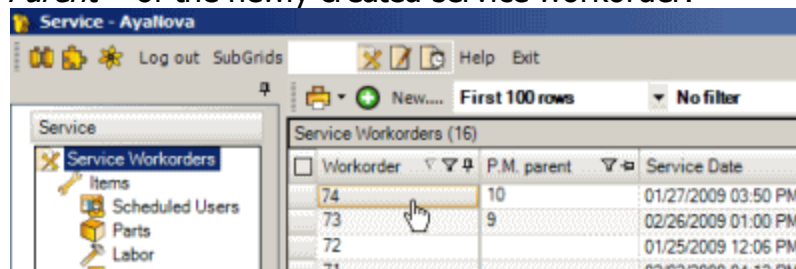 Parent" of the newly created service workorder.
Service - AyaNova
Log out SubGrids Help Exit
New.... First 100 rows No filter
Service
Service Workorders (16)
Service Workorders
Workorder P.M. parent Service Date
Items
74 10 01/27/2009 03:50 PM
Scheduled Users
73 9 02/26/2009 01:00 PM
Parts
72 01/25/2009 12:06 PM
Labor
71